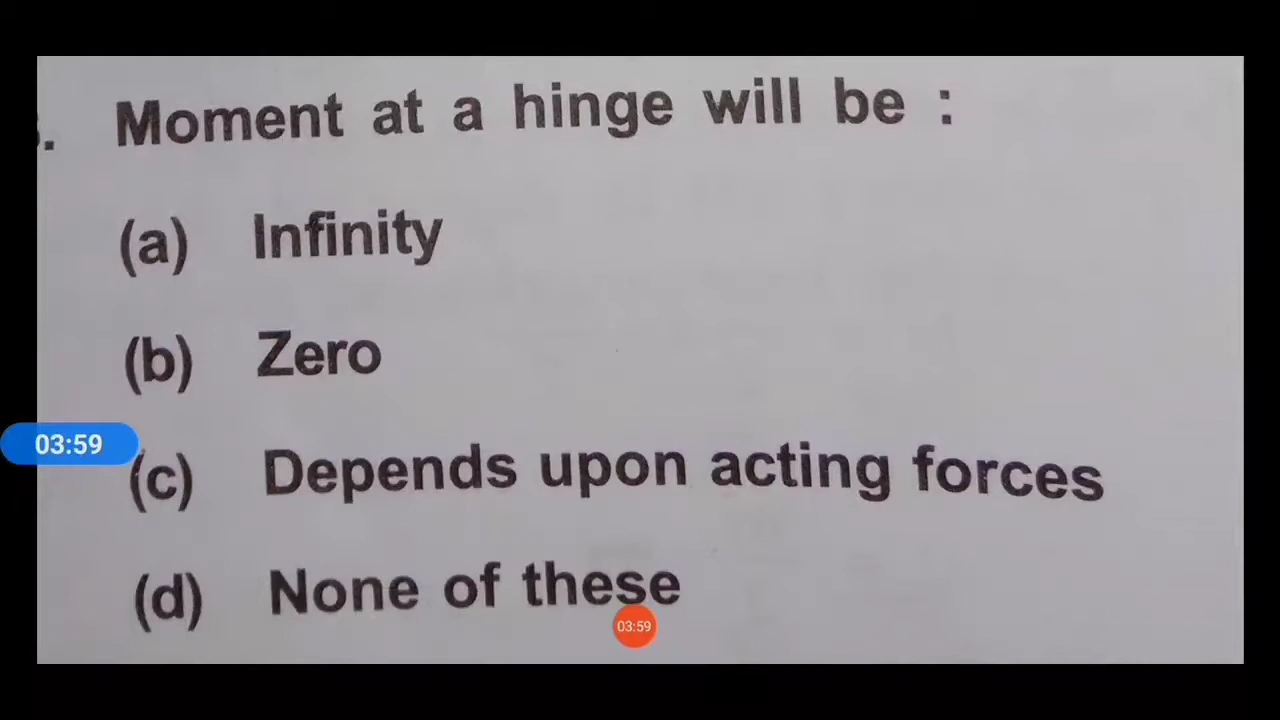 . Moment at a hinge will be :
(a) Infinity
(b) Zero
03:59
(c) Depends upon acting forces
(d) None of these
03:59